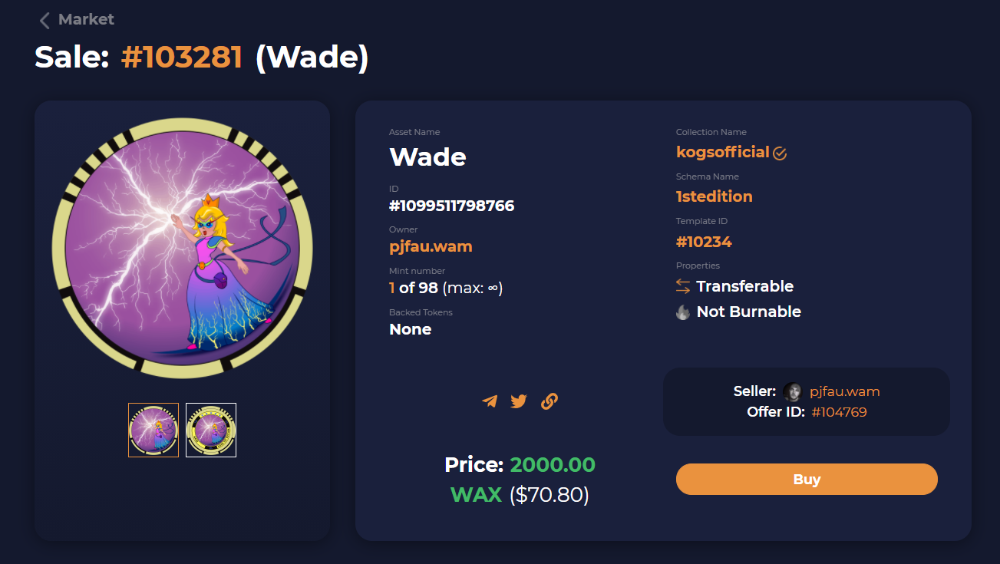 Market
Sale: #103281 (Wade)
Asset Name
Wade
ID
#1099511798766
Owner
pjfau.wam
Mint number
1 of 98 (max: ∞)
Backed Tokens
None
Collection Name
kogsofficial
Schema Name
1stedition
Template ID
#10234
Properties
Transferable
Not Burnable
Seller: pjfau.wam
Offer ID: #104769
Price: 2000.00
WAX ($70.80)
Buy